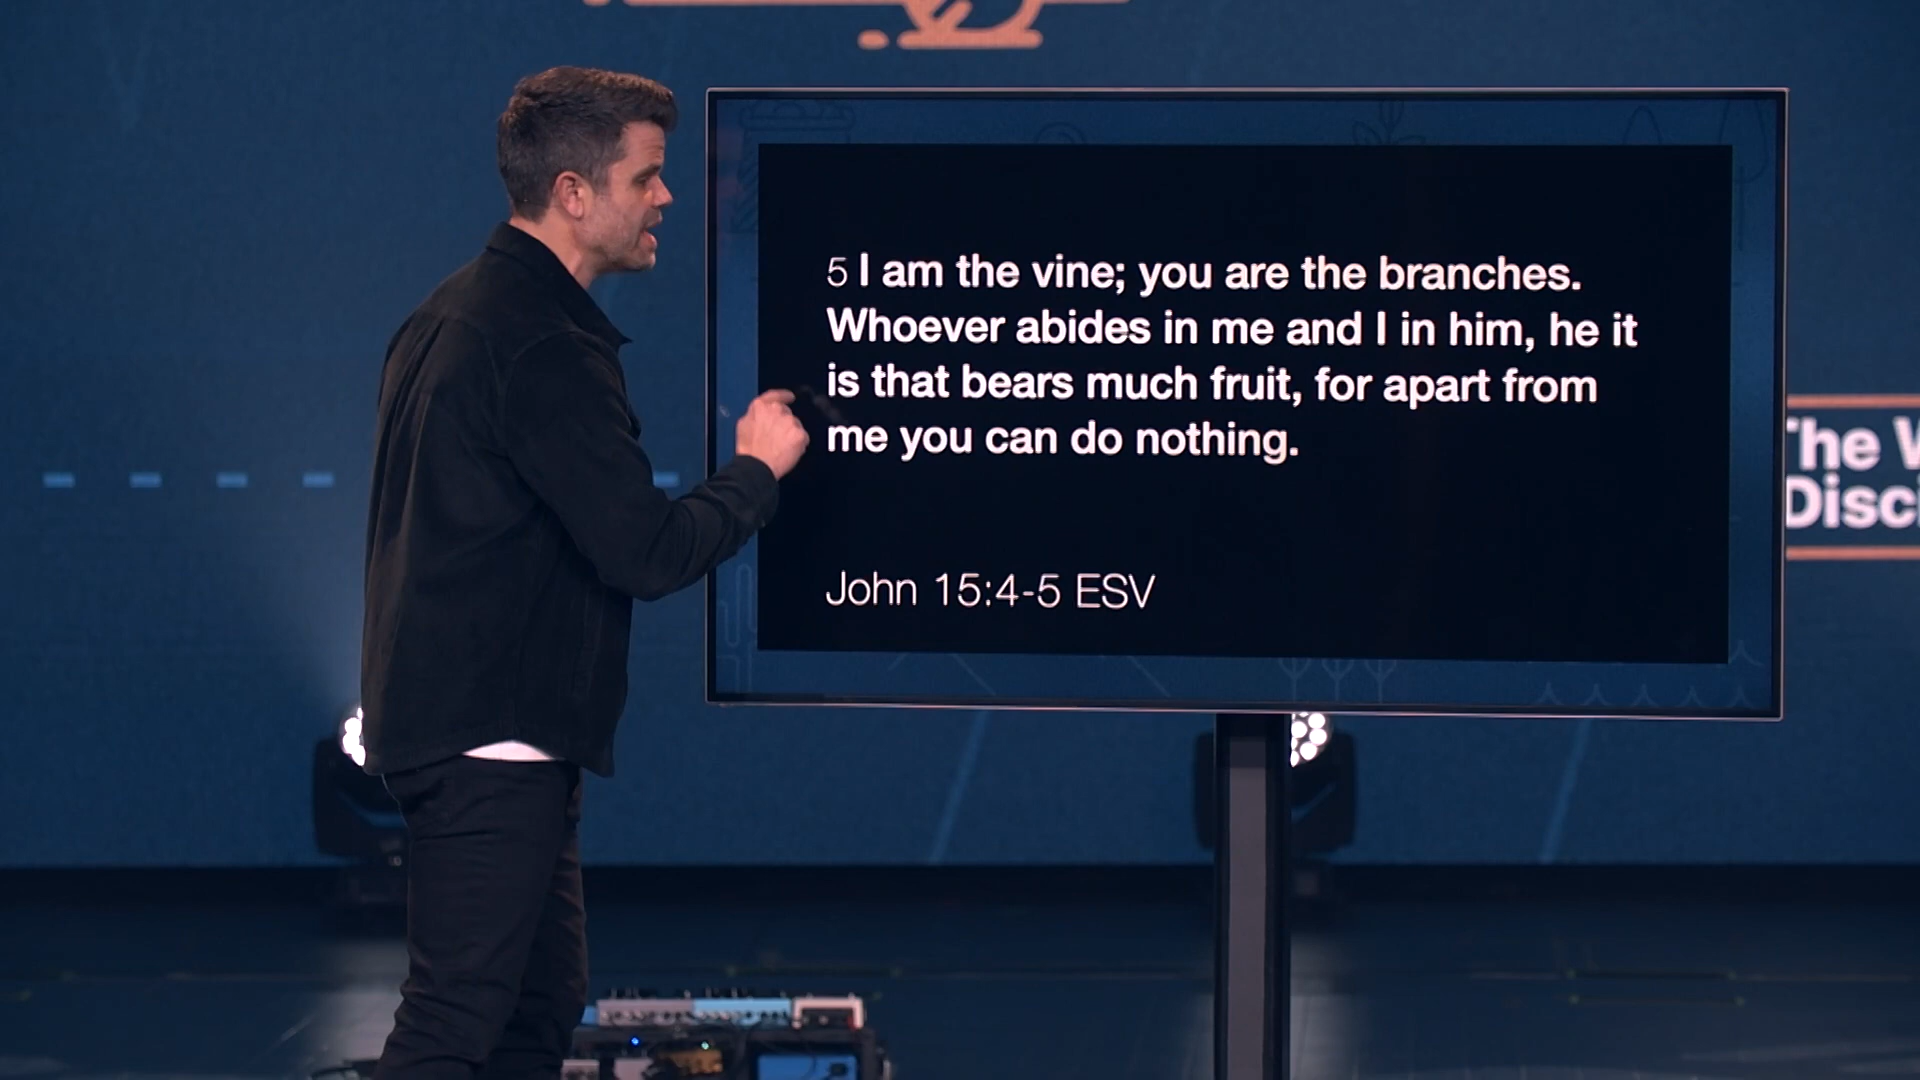 5 I am the vine; you are the branches.
Whoever abides in me and I in him, he it
is that bears much fruit, for apart from
me you can do nothing.
John 15:4-5 ESV
The